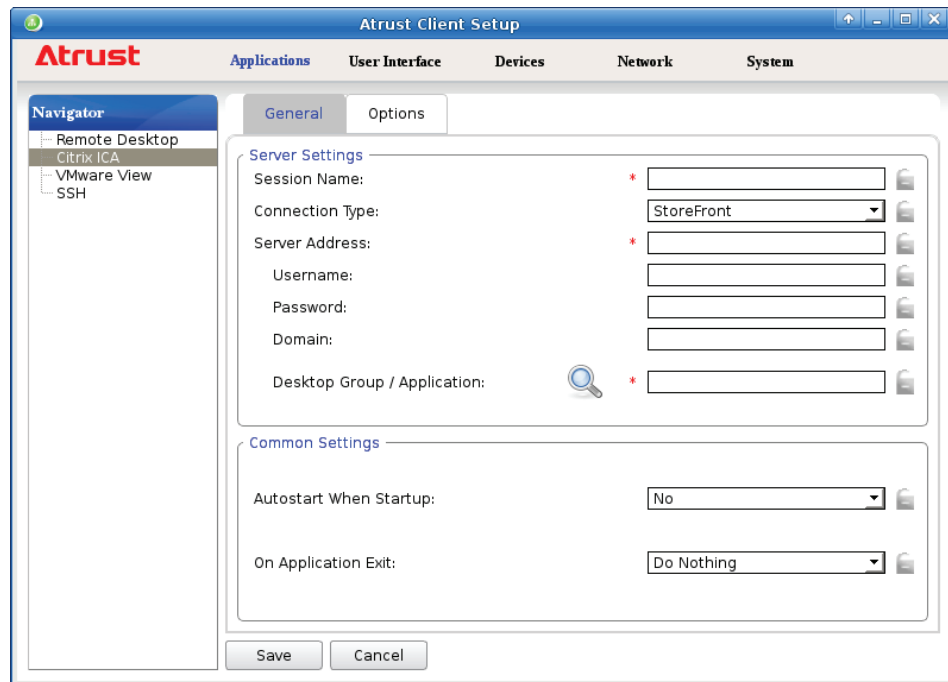 Atrust Client Setup
Atrust
Applications User Interface Devices Network System
Navigator
Remote Desktop
Citrix ICA
VMware View
SSH
General Options
Server Settings
Session Name: *
Connection Type: StoreFront
Server Address: *
Username:
Password:
Domain:
Desktop Group / Application: *
Common Settings
Autostart When Startup: No
On Application Exit: Do Nothing
Save Cancel